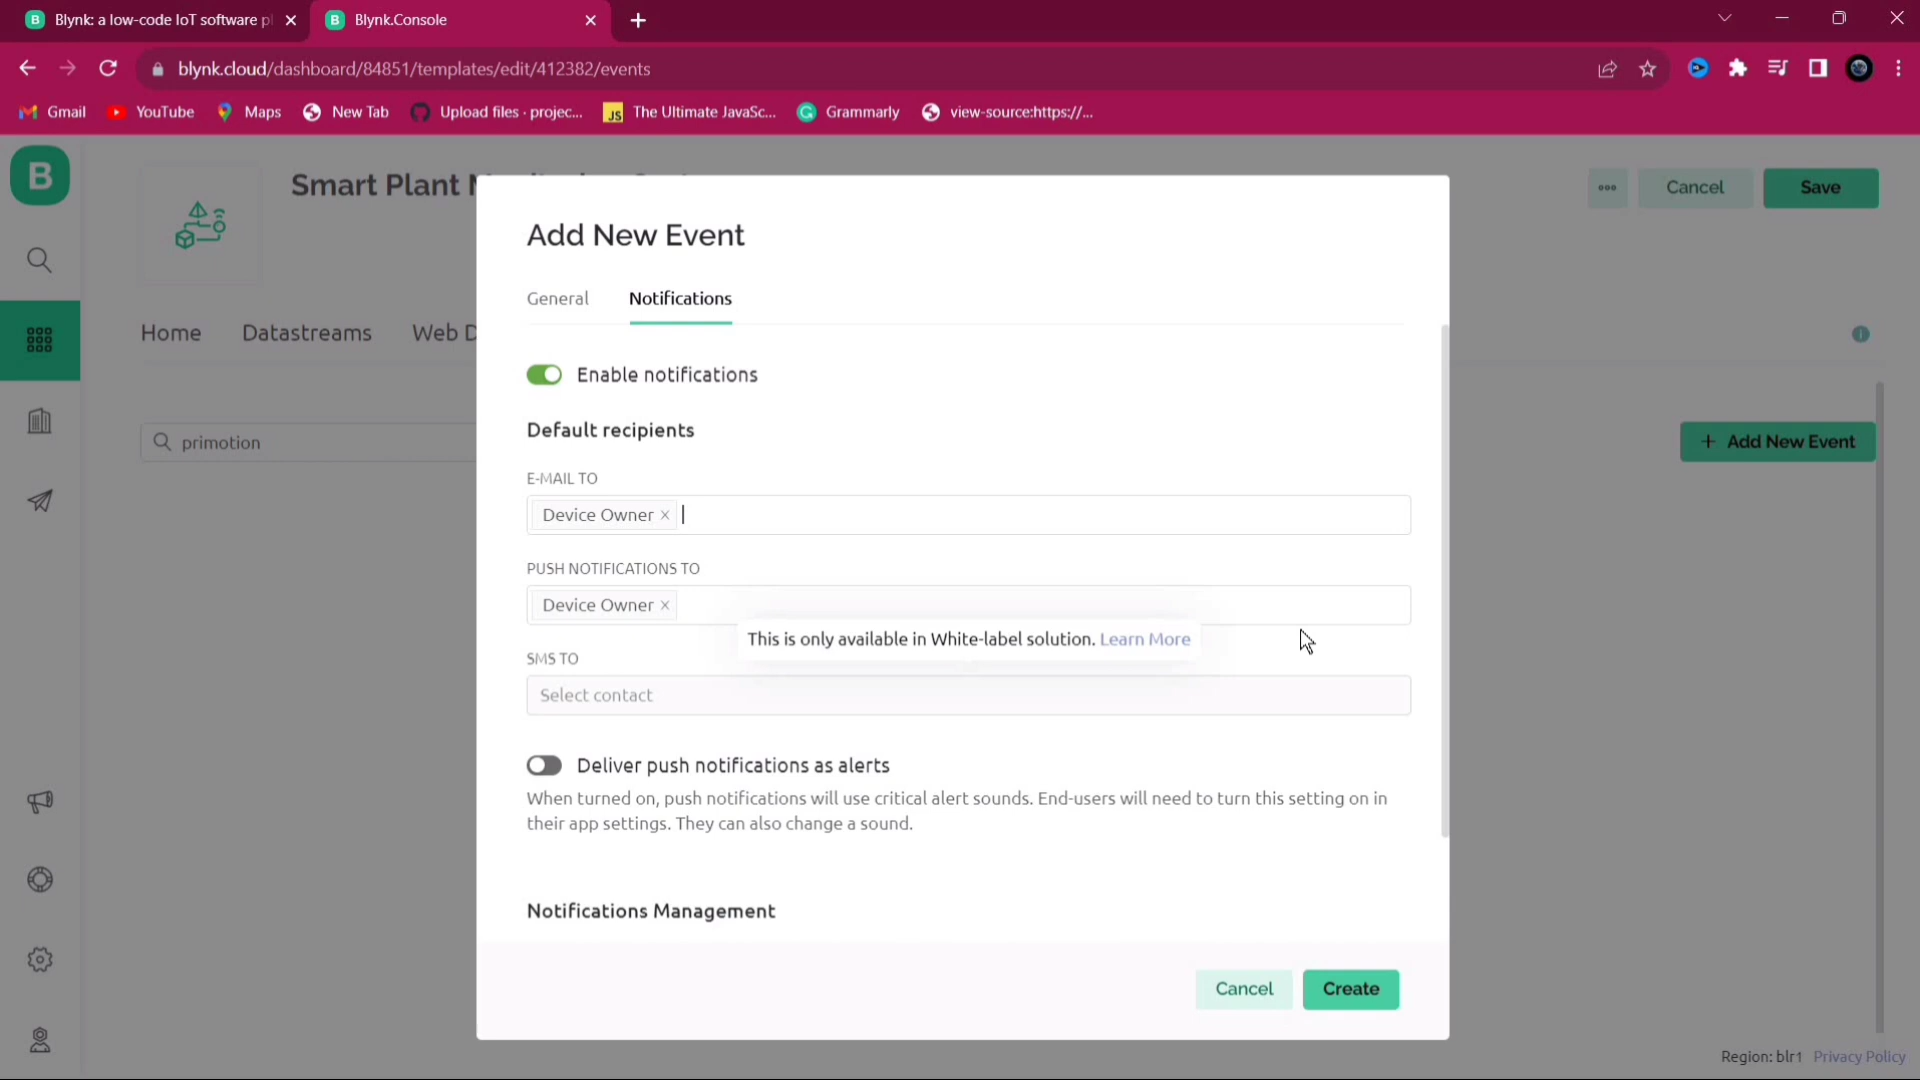 Blynk: a low-code IoT software pl
Blynk.Console
blynk.cloud/dashboard/84851/templates/edit/412382/events
Gmail
YouTube
Maps
New Tab
Upload files · projec...
JS
The Ultimate JavaSc...
Grammarly
view-source:https://...
B
Smart Plant
Cancel
Save
Home
Datastreams
Web D
primotion
+ Add New Event
Add New Event
General
Notifications
Enable notifications
Default recipients
E-MAIL TO
Device Owner ×
PUSH NOTIFICATIONS TO
Device Owner ×
This is only available in White-label solution. Learn More
SMS TO
Select contact
Deliver push notifications as alerts
When turned on, push notifications will use critical alert sounds. End-users will need to turn this setting on in
their app settings. They can also change a sound.
Notifications Management
Cancel
Create
Region: blr1
Privacy Policy